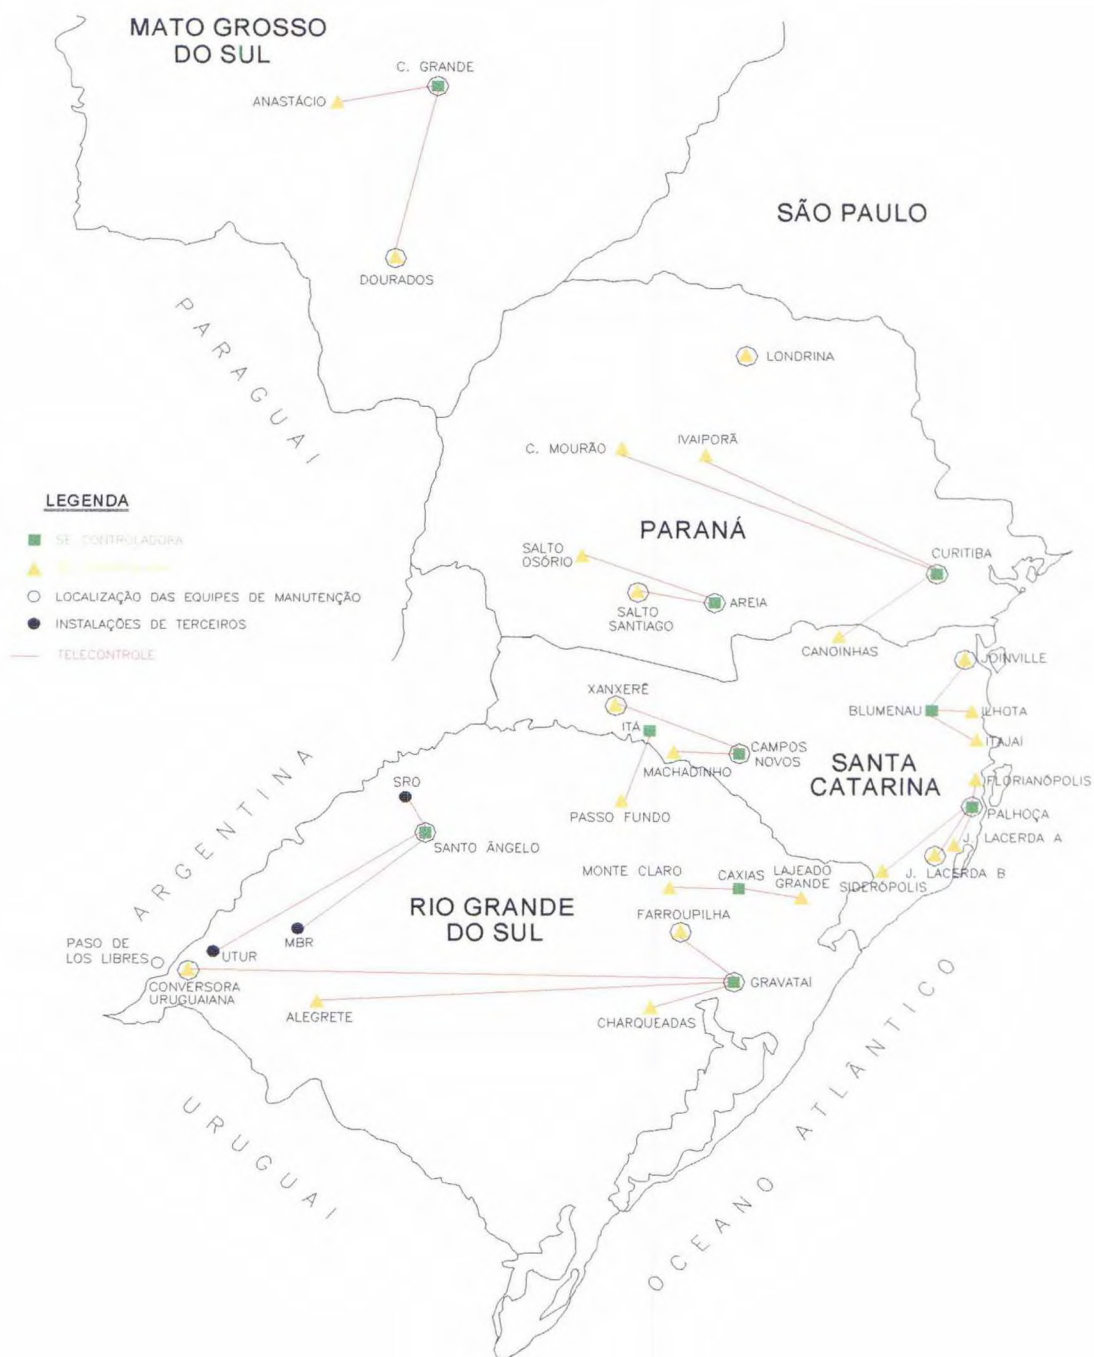 MATO GROSSO
DO SUL
C. GRANDE
ANASTÁCIO
DOURADOS
SÃO PAULO
PARAGUAI
LONDRINA
C. MOURÃO
IVAIPORÃ
PARANÁ
SALTO
OSÓRIO
SALTO
SANTIAGO
AREIA
CURITIBA
CANOINHAS
LEGENDA
SE CONTROLADORA
LOCALIZAÇÃO DAS EQUIPES DE MANUTENÇÃO
INSTALAÇÕES DE TERCEIROS
TELECONTROLE
JOINVILLE
XANXERÊ
BLUMENAU
ILHOTA
ITÁ
ITAJAÍ
CAMPOS
NOVOS
MACHADINHO
SANTA
CATARINA
FLORIANÓPOLIS
PASSO FUNDO
PALHOÇA
J. LACERDA A
J. LACERDA B
SIDERÓPOLIS
ARGENTINA
SRO
SANTO ÂNGELO
MONTE CLARO
CAXIAS
LAJEADO
GRANDE
RIO GRANDE
DO SUL
FARROUPILHA
MBR
UTUR
PASO DE
LOS LIBRES
CONVERSORA
URUGUAIANA
ALEGRETE
GRAVATAÍ
CHARQUEADAS
URUGUAI
OCEANO ATLÂNTICO